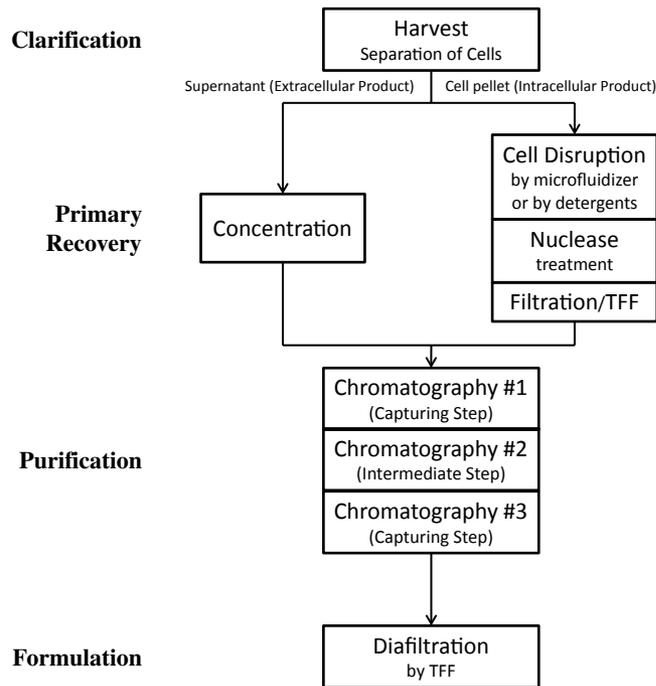 Clarification
Harvest
Separation of Cells
Supernatant (Extracellular Product)
Cell pellet (Intracellular Product)
Primary
Recovery
Concentration
Cell Disruption
by microfluidizer
or by detergents
Nuclease
treatment
Filtration/TFF
Purification
Chromatography #1
(Capturing Step)
Chromatography #2
(Intermediate Step)
Chromatography #3
(Capturing Step)
Formulation
Diafiltration
by TFF